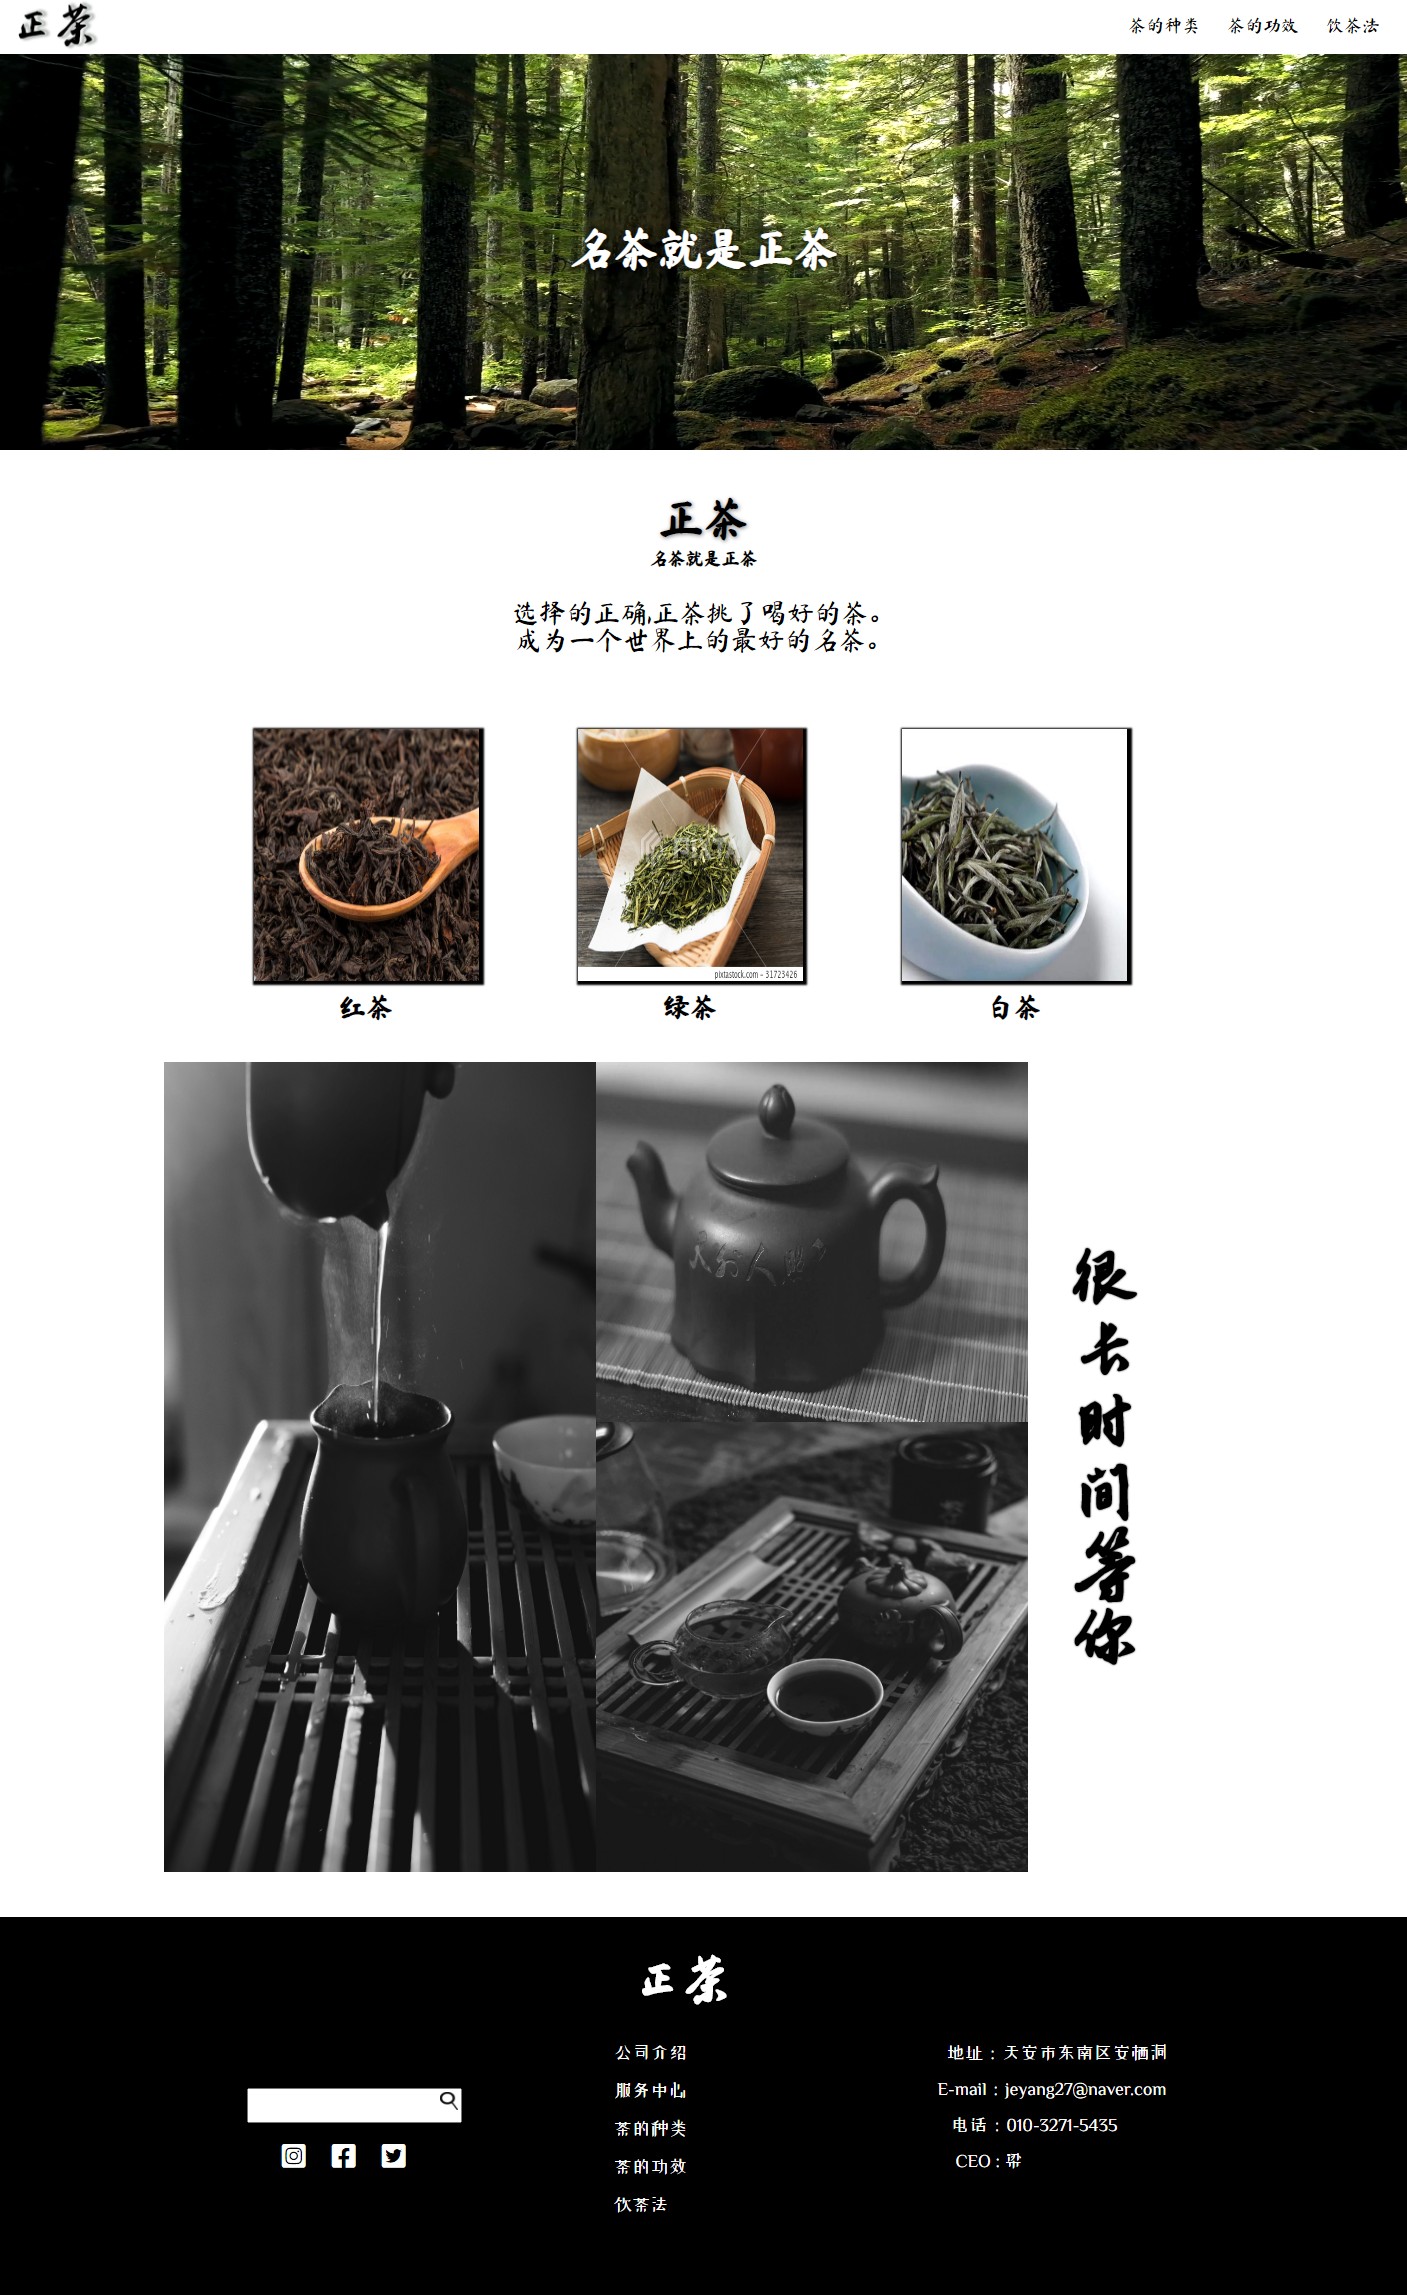 正茶
茶的种类 茶的功效 饮茶法
名茶就是正茶
正茶
名茶就是正茶
选择的正确,正茶挑了喝好的茶。
成为一个世界上的最好的名茶。
pixtastock.com - 31723426
红茶
绿茶
白茶
很长时间等你
正茶
公司介绍
服务中心
茶的种类
茶的功效
饮茶法
地址 : 天安市东南区安栖洞
E-mail : jeyang27@naver.com
电话 : 010-3271-5435
CEO : 梁